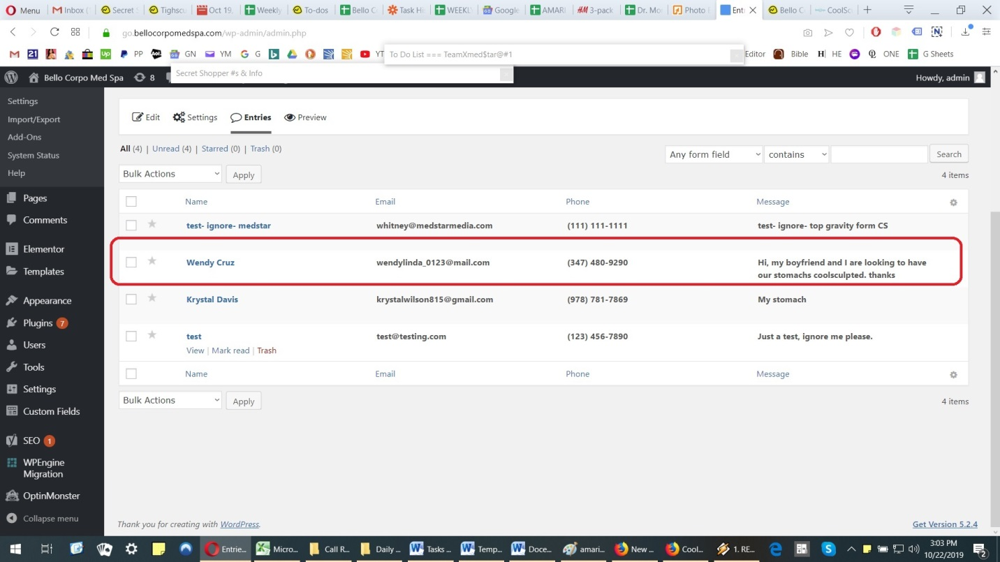 Menu
Inbox (
Secret S
Tighscu
Oct 19,
Weekly
To-dos
Bello C
Task Hi
WEEKLY
Google
AMARI
3-pack
Dr. Mo
Photo
Ent
Bello C
CoolSc
go.bellocorpomedspa.com/wp-admin/admin.php
21
Up
PP
Aol.
GN
YM
G
YT
To Do List === TeamXmed$tar@#1
Editor
Bible
H
HE
ONE
G Sheets
Secret Shopper #s & Info
Bello Corpo Med Spa
8
Howdy, admin
Settings
Import/Export
Add-Ons
System Status
Help
Pages
Comments
Elementor
Templates
Appearance
Plugins 7
Users
Tools
Settings
Custom Fields
SEO 1
WPEngine
Migration
OptinMonster
Collapse menu
Edit Settings Entries Preview
All (4) | Unread (4) | Starred (0) | Trash (0)
Any form field contains Search
Bulk Actions Apply
4 items
Name Email Phone Message
test- ignore- medstar whitney@medstarmedia.com (111) 111-1111 test- ignore- top gravity form CS
Wendy Cruz wendylinda_0123@mail.com (347) 480-9290 Hi, my boyfriend and I are looking to have
our stomachs coolsculpted. thanks
Krystal Davis krystalwilson815@gmail.com (978) 781-7869 My stomach
test test@testing.com (123) 456-7890 Just a test, ignore me please.
View | Mark read | Trash
Name Email Phone Message
Bulk Actions Apply
4 items
Thank you for creating with WordPress.
Get Version 5.2.4
Entrie...
Micro...
Call R...
Daily ...
Tasks ...
Temp...
Doce...
amari...
New ...
Cool...
1. RE...
3:03 PM
10/22/2019
2